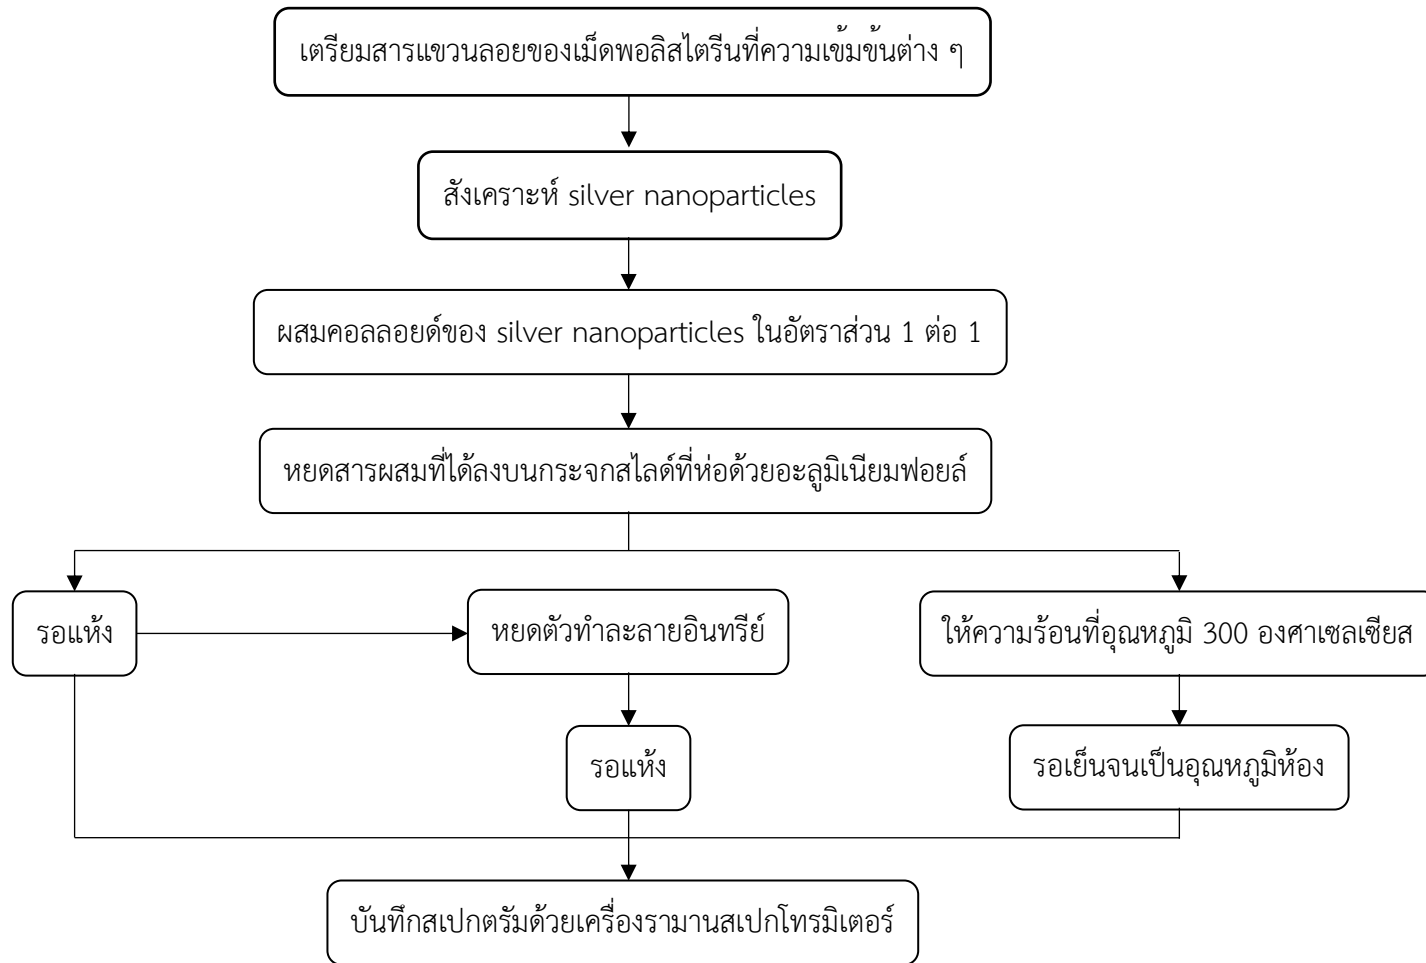 เตรียมสารแขวนลอยของเม็ดพอลิสไตรีนที่ความเข้มข้นต่าง ๆ
สังเคราะห์ silver nanoparticles
ผสมคอลลอยด์ของ silver nanoparticles ในอัตราส่วน 1 ต่อ 1
หยดสารผสมที่ได้ลงบนกระจกสไลด์ที่ห่อด้วยอะลูมิเนียมฟอยล์
รอแห้ง
หยดตัวทำละลายอินทรีย์
ให้ความร้อนที่อุณหภูมิ 300 องศาเซลเซียส
รอแห้ง
รอเย็นจนเป็นอุณหภูมิห้อง
บันทึกสเปกตรัมด้วยเครื่องรามานสเปกโทรมิเตอร์